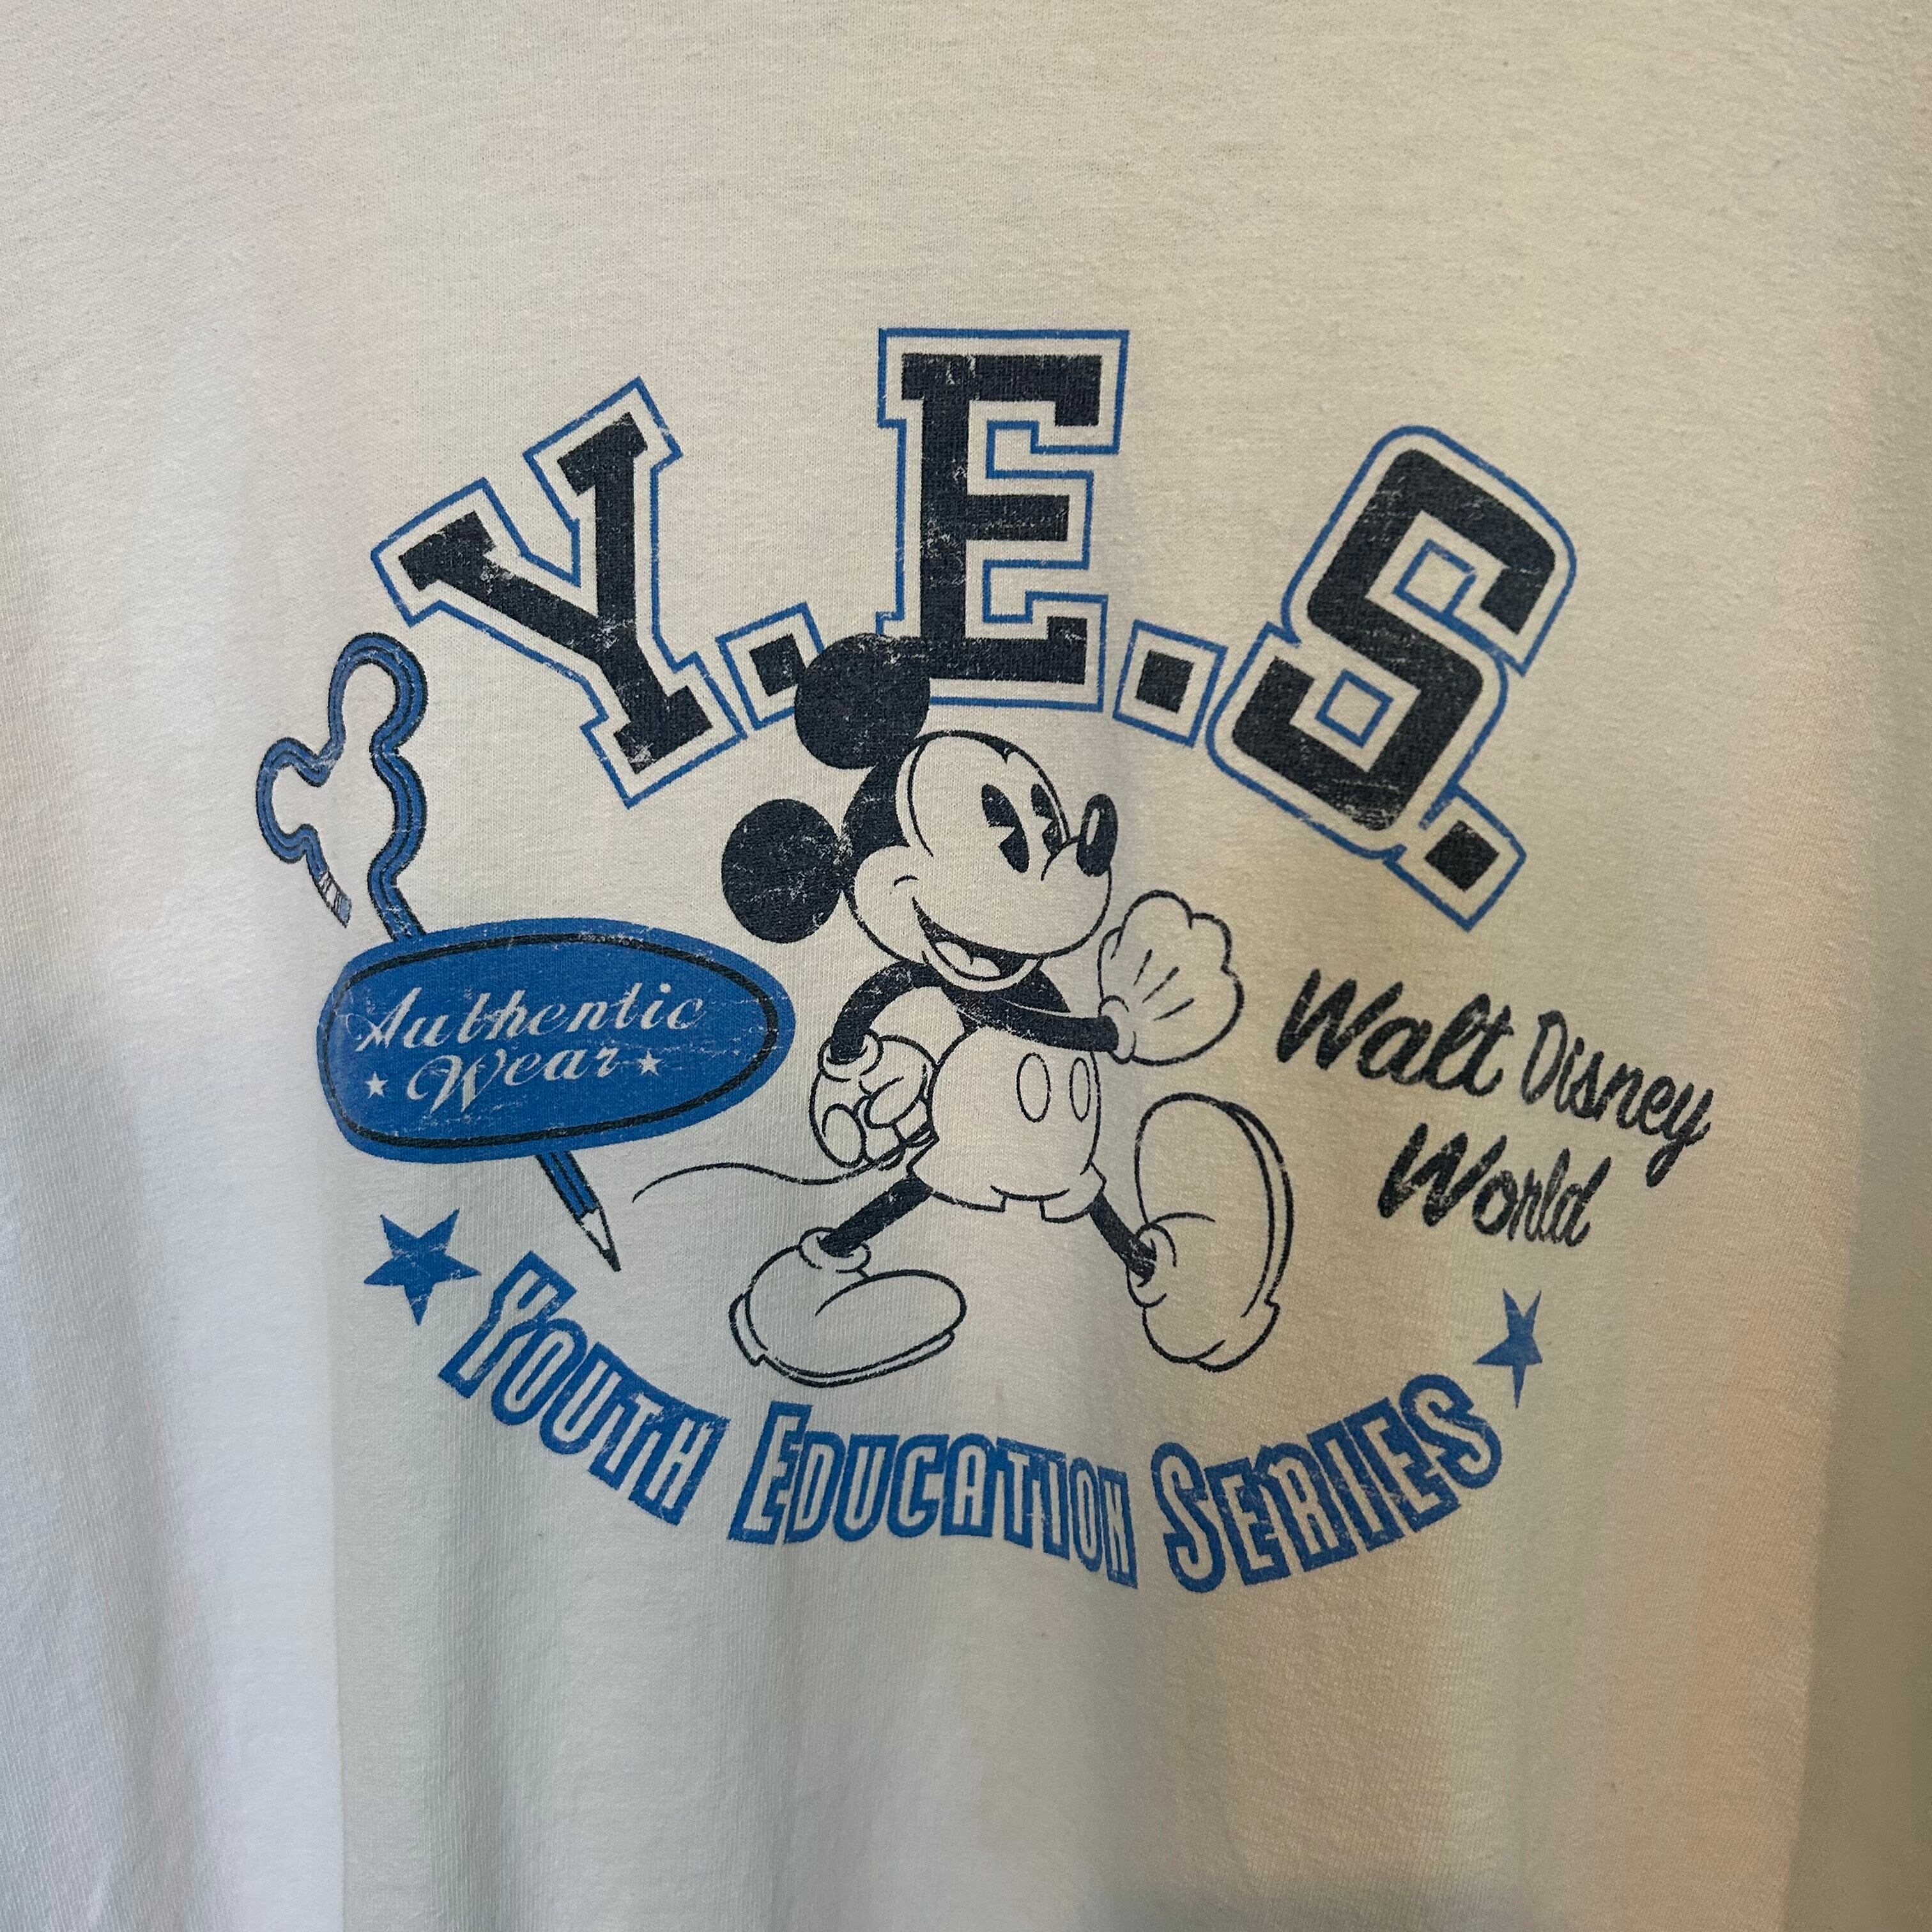 Y.E.S.
Authentic
Wear
Walt Disney
World
YOUTH EDUCATION SERIES